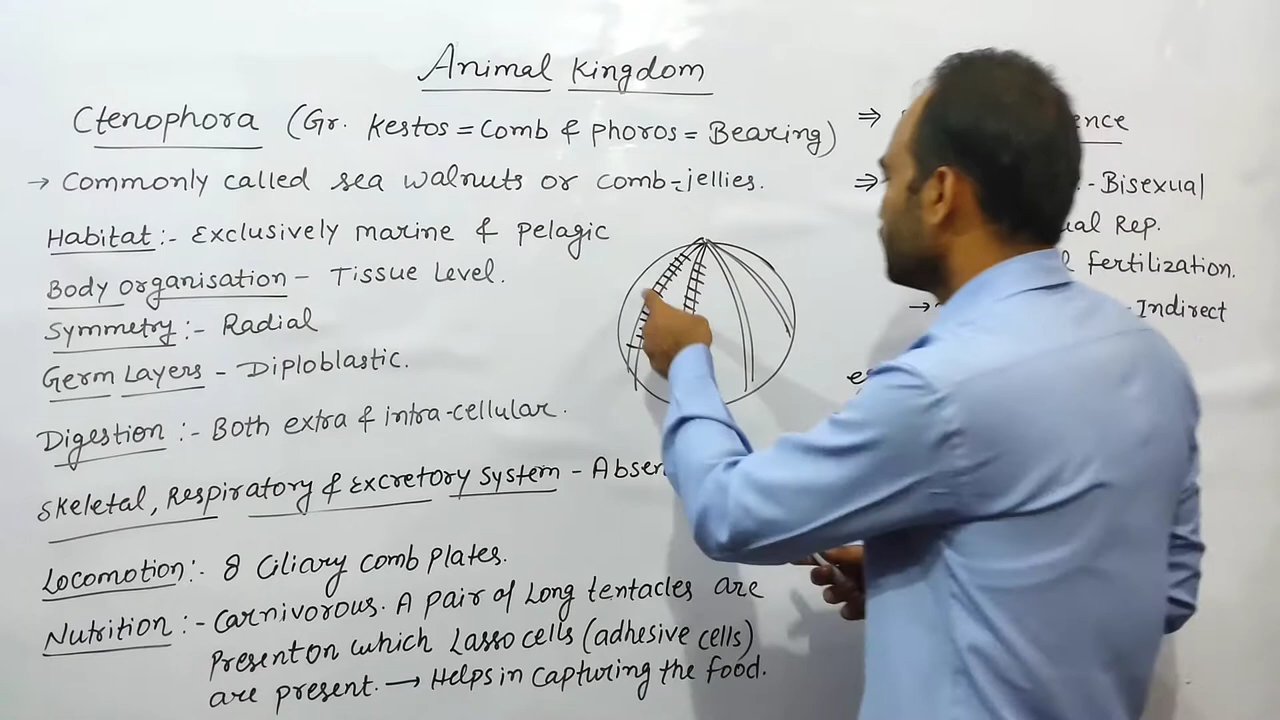 Animal Kingdom
Ctenophora (Gr. Kestos = Comb & Phoros = Bearing)
→ Commonly called sea walnuts or comb-jellies.
Habitat :- Exclusively marine & pelagic
Body organisation - Tissue Level.
Symmetry :- Radial
Germ Layers - Diploblastic.
Digestion :- Both extra & intra-cellular.
Skeletal, Respiratory & Excretory System -
Locomotion :- 8 Ciliary comb plates.
Nutrition :- Carnivorous. A pair of Long tentacles are
Present on which Lasso cells (adhesive cells)
are present. → Helps in capturing the food.
⇒
⇒ - Bisexual
Rep.
Fertilization.
→ - Indirect